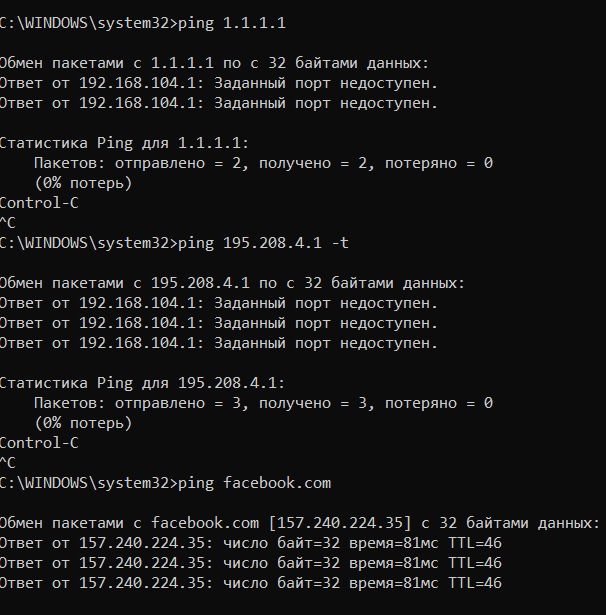 C:\WINDOWS\system32>ping 1.1.1.1
Обмен пакетами с 1.1.1.1 по с 32 байтами данных:
Ответ от 192.168.104.1: Заданный порт недоступен.
Ответ от 192.168.104.1: Заданный порт недоступен.
Статистика Ping для 1.1.1.1:
Пакетов: отправлено = 2, получено = 2, потеряно = 0
(0% потерь)
Control-C
^C
C:\WINDOWS\system32>ping 195.208.4.1 -t
Обмен пакетами с 195.208.4.1 по с 32 байтами данных:
Ответ от 192.168.104.1: Заданный порт недоступен.
Ответ от 192.168.104.1: Заданный порт недоступен.
Ответ от 192.168.104.1: Заданный порт недоступен.
Статистика Ping для 195.208.4.1:
Пакетов: отправлено = 3, получено = 3, потеряно = 0
(0% потерь)
Control-C
^C
C:\WINDOWS\system32>ping facebook.com
Обмен пакетами с facebook.com [157.240.224.35] с 32 байтами данных:
Ответ от 157.240.224.35: число байт=32 время=81мс TTL=46
Ответ от 157.240.224.35: число байт=32 время=81мс TTL=46
Ответ от 157.240.224.35: число байт=32 время=81мс TTL=46